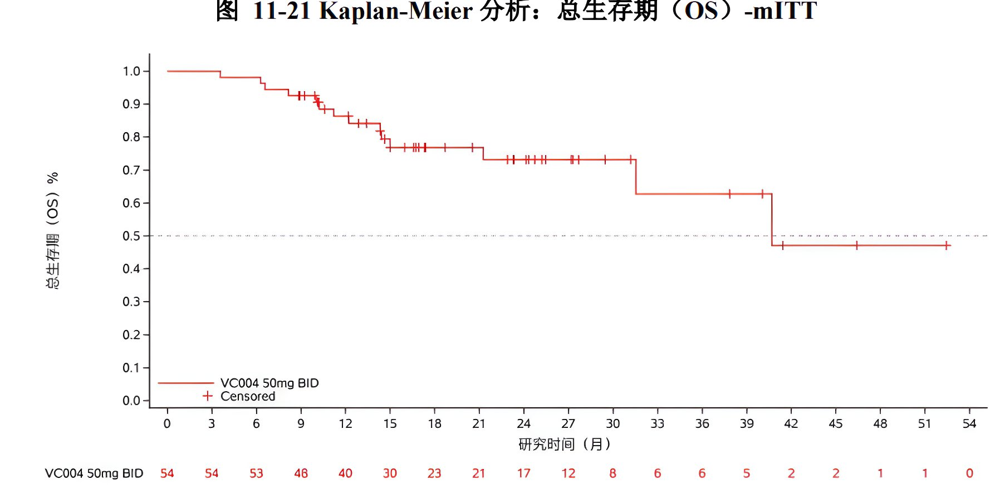 图 11-21 Kaplan-Meier 分析：总生存期（OS）-mITT
总生存期（OS）%
1.0
0.9
0.8
0.7
0.6
0.5
0.4
0.3
0.2
0.1
0.0
VC004 50mg BID
Censored
0 3 6 9 12 15 18 21 24 27 30 33 36 39 42 45 48 51 54
研究时间（月）
VC004 50mg BID 54 54 53 46 40 30 23 21 17 12 8 6 6 5 2 2 1 1 0